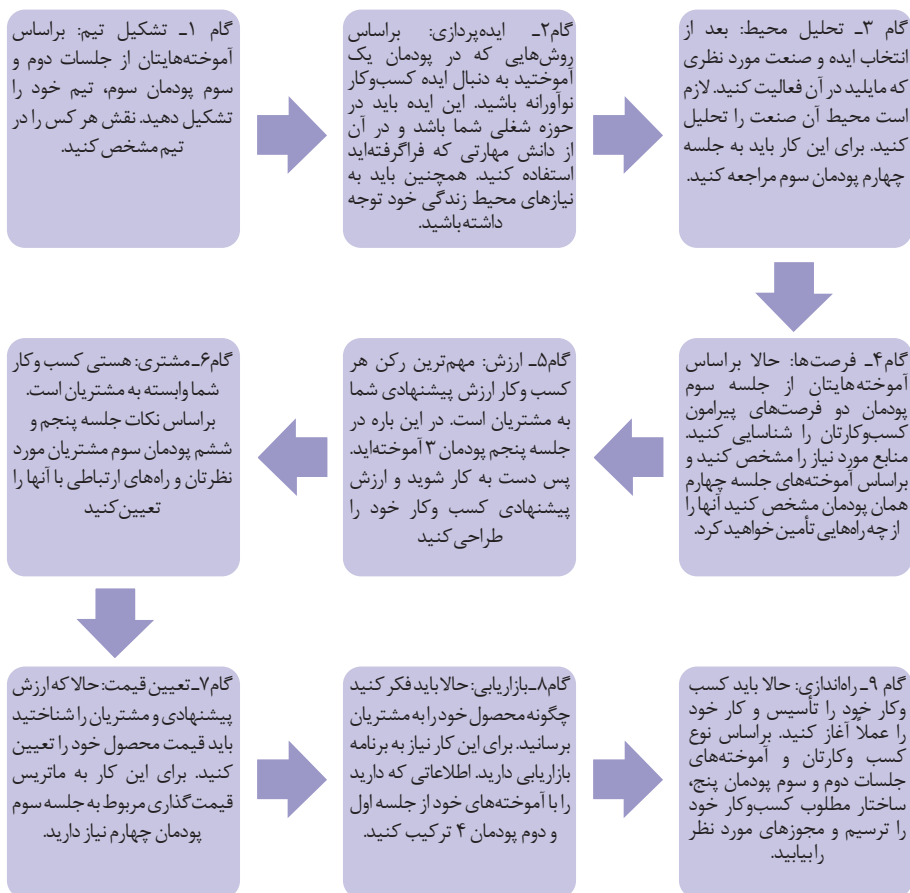 گام ۱ـ تشکیل تیم: براساس
آموخته‌هایتان از جلسات دوم و
سوم پودمان سوم، تیم خود را
تشکیل دهید. نقش هر کس را در
تیم مشخص کنید.
گام۲ـ ایده‌پردازی: براساس
روش‌هایی که در پودمان یک
آموختید به دنبال ایده کسب‌وکار
نوآورانه باشید. این ایده باید در
حوزه شغلی شما باشد و در آن
از دانش مهارتی که فراگرفته‌اید
استفاده کنید. همچنین باید به
نیازهای محیط زندگی خود توجه
داشته‌باشید.
گام ۳ـ تحلیل محیط: بعد از
انتخاب ایده و صنعت مورد نظری
که مایلید در آن فعالیت کنید. لازم
است محیط آن صنعت را تحلیل
کنید. برای این کار باید به جلسه
چهارم پودمان سوم مراجعه کنید.
گام۴ـ فرصت‌ها: حالا براساس
آموخته‌هایتان از جلسه سوم
پودمان دو فرصت‌های پیرامون
کسب‌وکارتان را شناسایی کنید.
منابع مورد نیاز را مشخص کنید و
براساس آموخته‌های جلسه چهارم
همان پودمان مشخص کنید آنها را
از چه راه‌هایی تأمین خواهید کرد.
گام۵ـ ارزش: مهم‌ترین رکن هر
کسب وکار ارزش پیشنهادی شما
به مشتریان است. در این باره در
جلسه پنجم پودمان ۳ آموخته‌اید.
پس دست به کار شوید و ارزش
پیشنهادی کسب وکار خود را
طراحی کنید
گام۶ـ مشتری: هستی کسب وکار
شما وابسته به مشتریان است.
براساس نکات جلسه پنجم و
ششم پودمان سوم مشتریان مورد
نظرتان و راه‌های ارتباطی با آنها را
تعیین کنید
گام۷ـ تعیین قیمت: حالا که ارزش
پیشنهادی و مشتریان را شناختید
باید قیمت محصول خود را تعیین
کنید. برای این کار به ماتریس
قیمت‌گذاری مربوط به جلسه سوم
پودمان چهارم نیاز دارید.
گام۸ـ بازاریابی: حالا باید فکر کنید
چگونه محصول خود را به مشتریان
برسانید. برای این کار نیاز به برنامه
بازاریابی دارید. اطلاعاتی که دارید
را با آموخته‌های خود از جلسه اول
و دوم پودمان ۴ ترکیب کنید.
گام ۹ـ راه‌اندازی: حالا باید کسب
وکار خود را تأسیس و کار خود
را عملاً آغاز کنید. براساس نوع
کسب وکارتان و آموخته‌های
جلسات دوم و سوم پودمان پنج،
ساختار مطلوب کسب‌وکار خود
را ترسیم و مجوزهای مورد نظر
را بیابید.